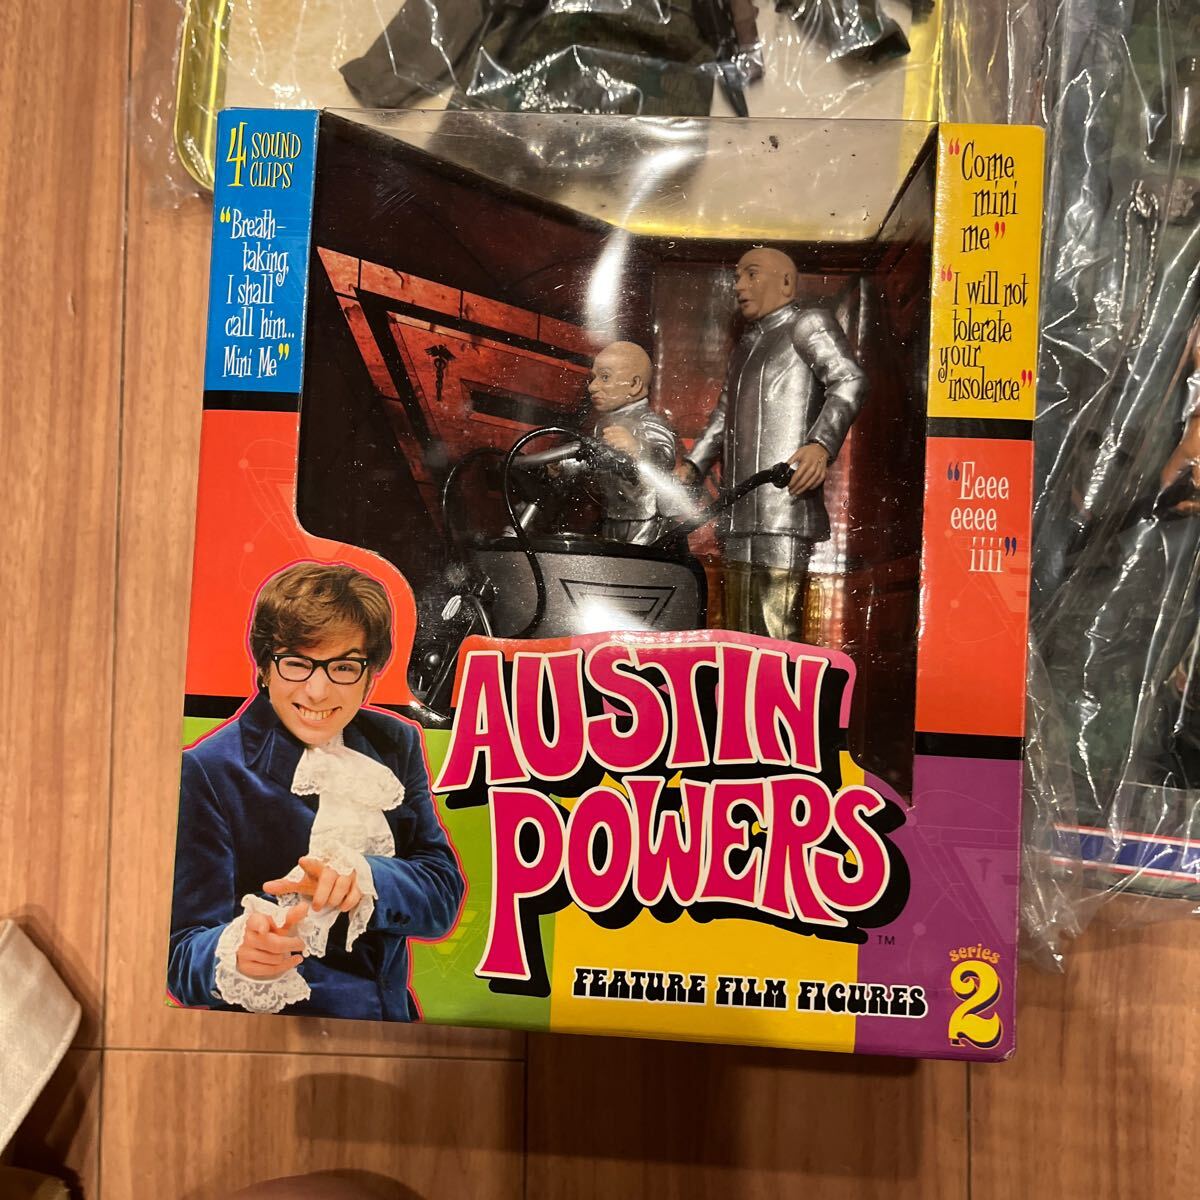 4 SOUND
CLIPS
"Breath-
taking,
I shall
call him...
Mini Me"
"Come
mini
me"
"I will not
tolerate
your
insolence"
"Eeee
eeee
iiii"
AUSTIN
POWERS
™
FEATURE FILM FIGURES
series
2